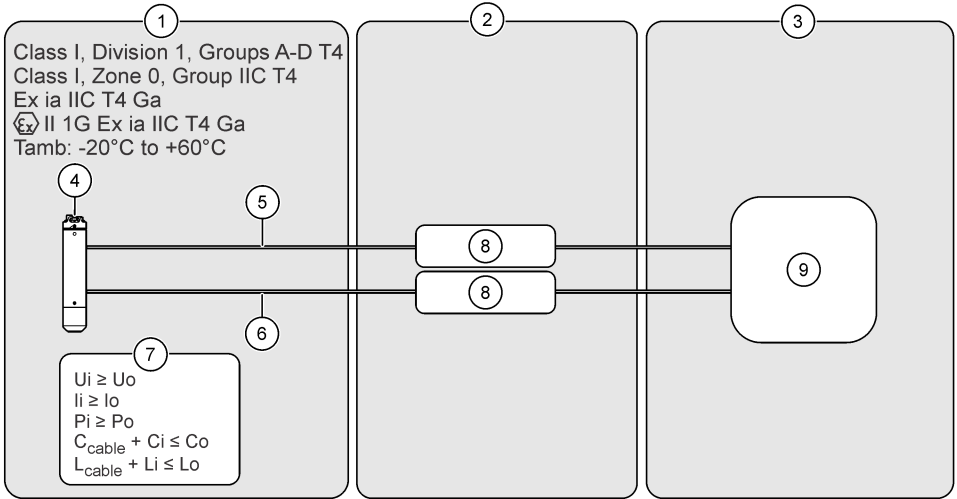 1
2
3
Class I, Division 1, Groups A-D T4
Class I, Zone 0, Group IIC T4
Ex ia IIC T4 Ga
Ex II 1G Ex ia IIC T4 Ga
Tamb: -20°C to +60°C
4
5
8
9
8
6
7
Ui ≥ Uo
Ii ≥ Io
Pi ≥ Po
Ccable + Ci ≤ Co
Lcable + Li ≤ Lo